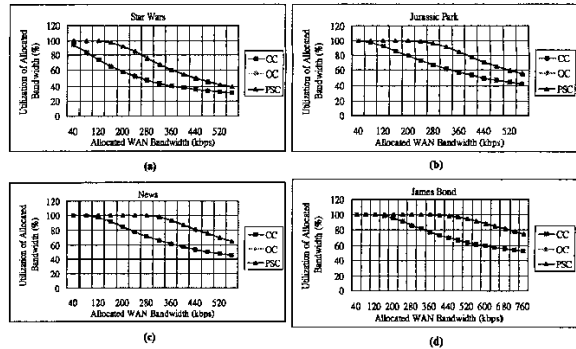 Star Wars
Utilization of Allocated
Bandwidth (%)
120
100
80
60
40
20
0
40 120 200 280 360 440 520
Allocated WAN Bandwidth (kbps)
CC
OC
PSC
(a)
Jurassic Park
Utilization of Allocated
Bandwidth (%)
120
100
80
60
40
20
0
40 120 200 280 360 440 520
Allocated WAN Bandwidth (kbps)
CC
OC
PSC
(b)
News
Utilization of Allocated
Bandwidth (%)
120
100
80
60
40
20
0
40 120 200 280 360 440 520
Allocated WAN Bandwidth (kbps)
CC
OC
PSC
(c)
James Bond
Utilization of Allocated
Bandwidth (%)
120
100
80
60
40
20
0
40 120 200 280 360 440 520 600 680 760
Allocated WAN Bandwidth (kbps)
CC
OC
PSC
(d)